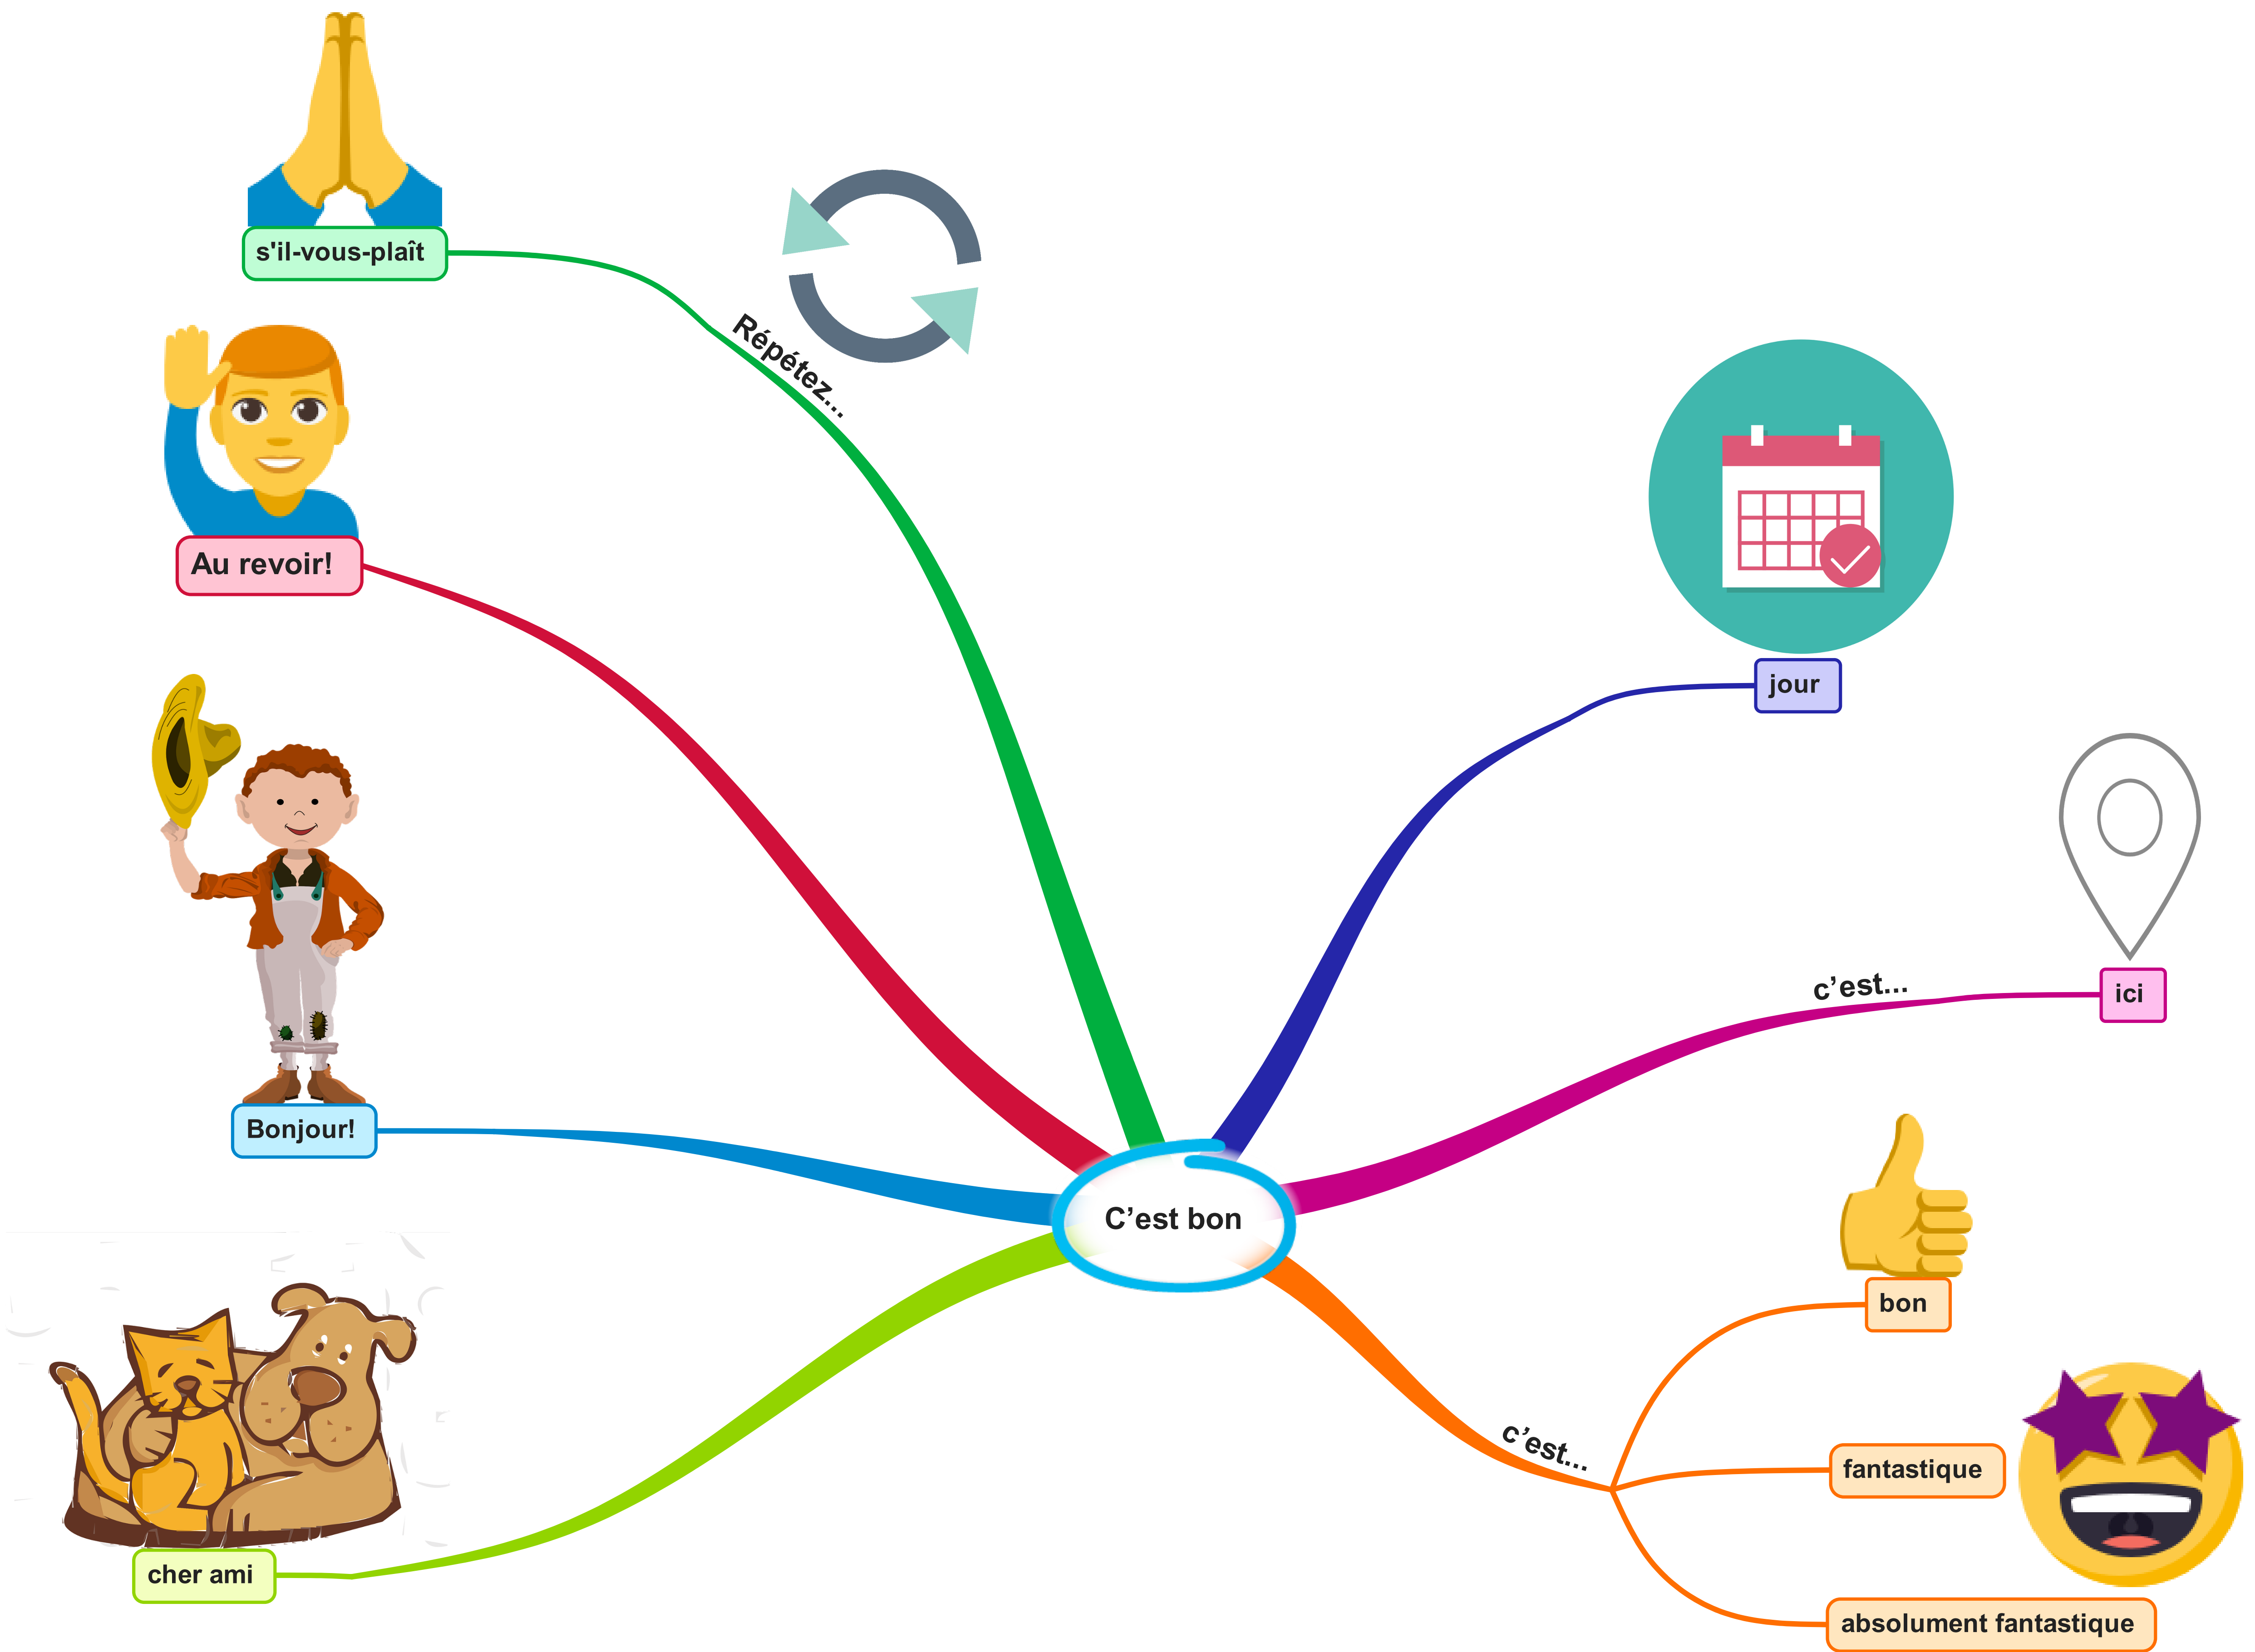 s'il-vous-plaît
Répétez...
Au revoir!
jour
c’est...
ici
Bonjour!
C’est bon
bon
c’est...
fantastique
cher ami
absolument fantastique